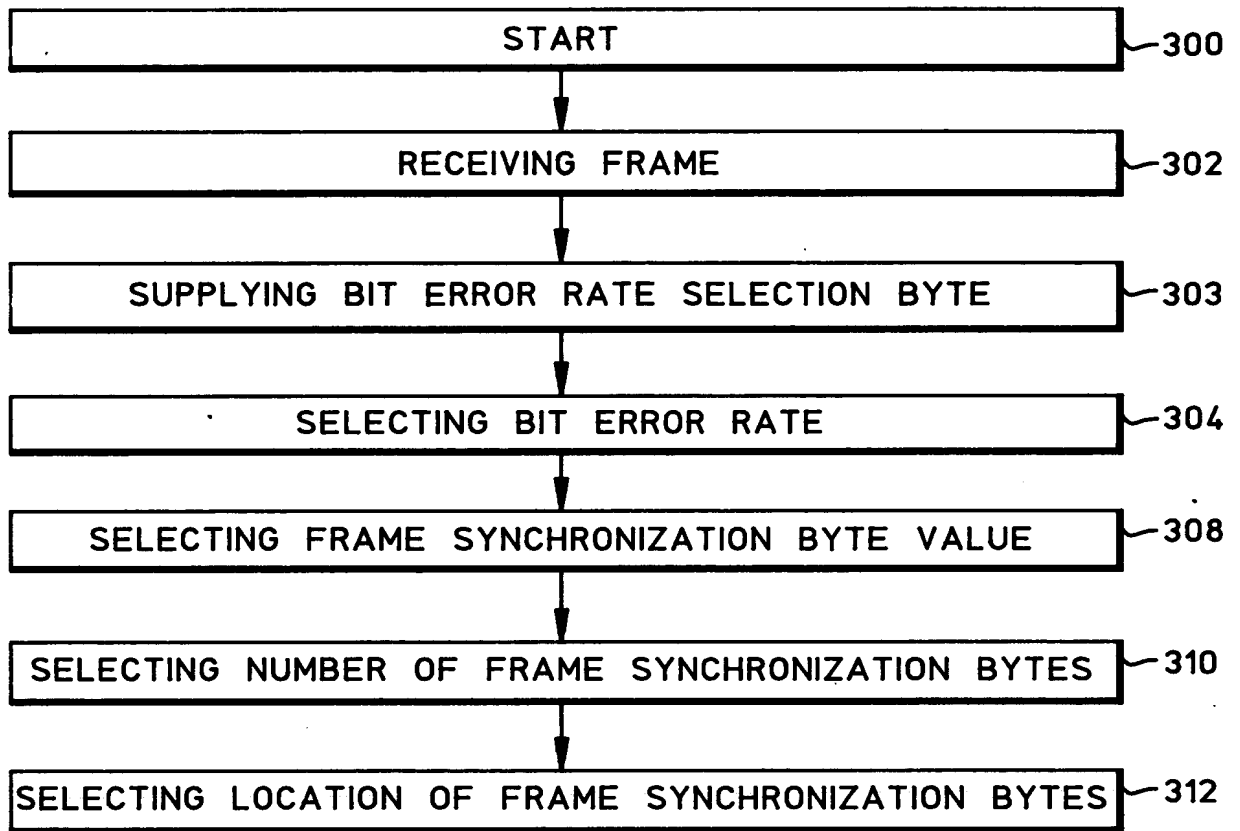 START
300
RECEIVING FRAME
302
SUPPLYING BIT ERROR RATE SELECTION BYTE
303
SELECTING BIT ERROR RATE
304
SELECTING FRAME SYNCHRONIZATION BYTE VALUE
308
SELECTING NUMBER OF FRAME SYNCHRONIZATION BYTES
310
SELECTING LOCATION OF FRAME SYNCHRONIZATION BYTES
312